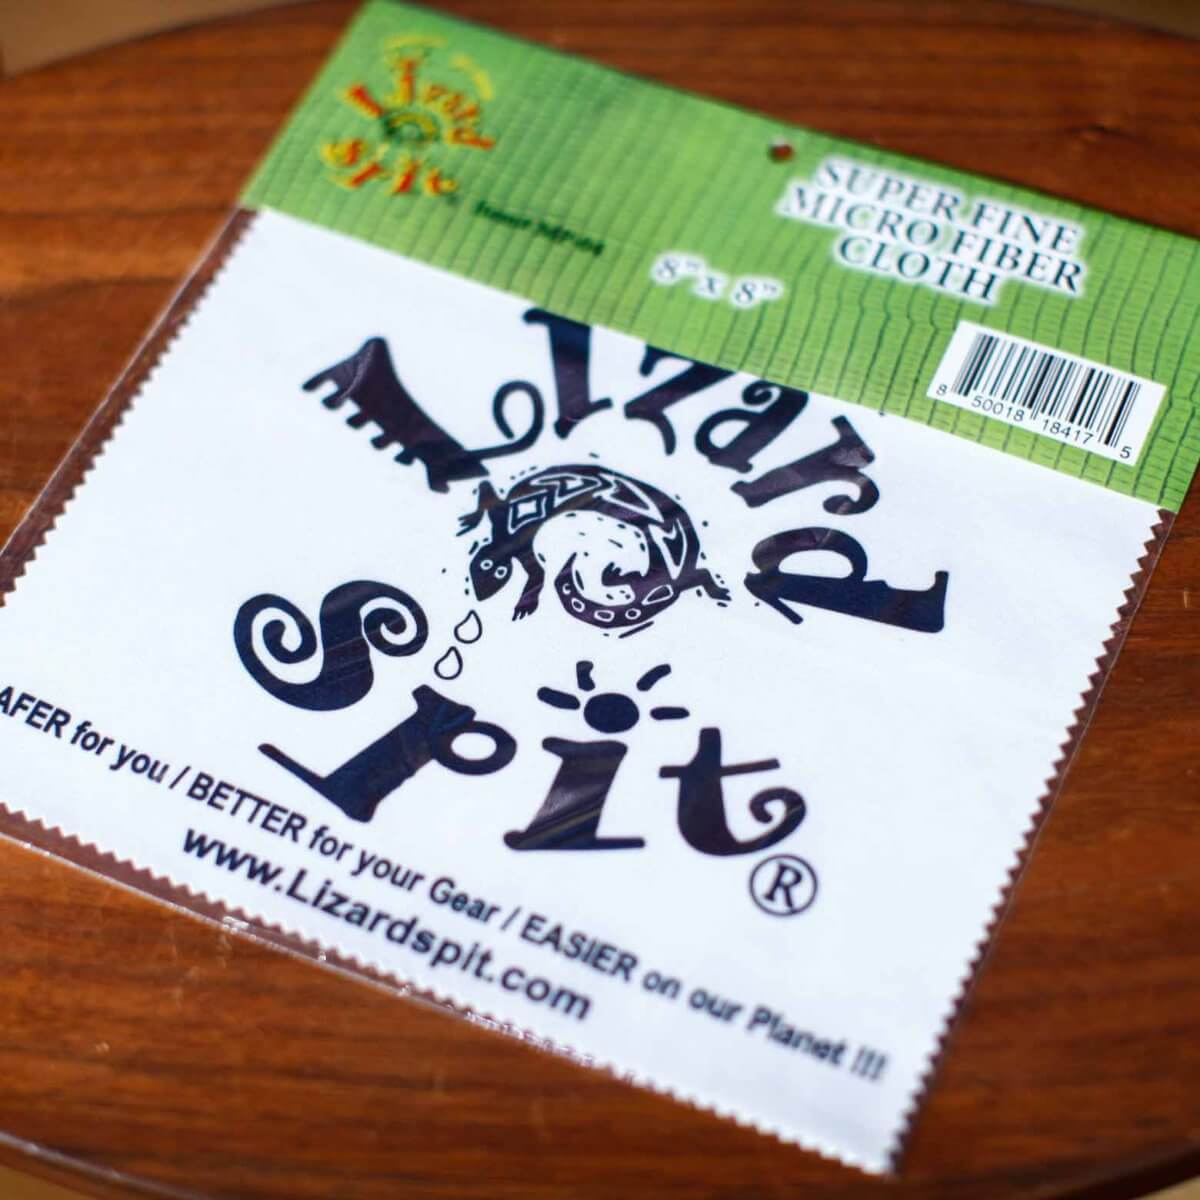 Lizard
Spit
SUPER FINE
MICRO FIBER
CLOTH
8" x 8"
8 50018 18417 5
Lizard
Spit®
AFER for you / BETTER for your Gear / EASIER on our Planet !!!
www.Lizardspit.com